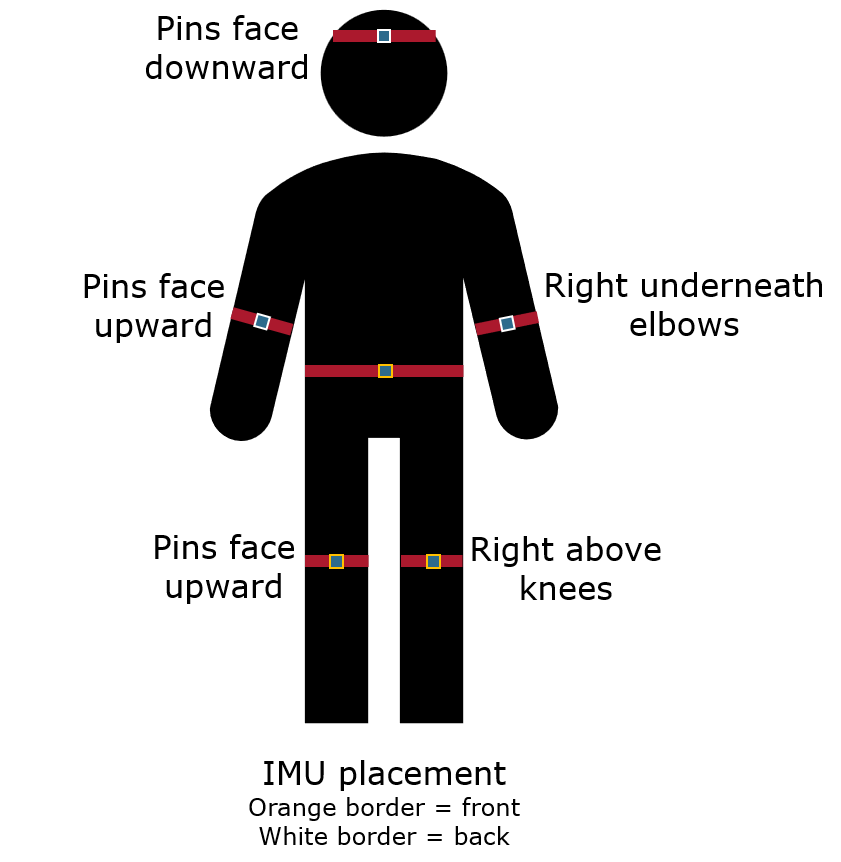 Pins face
downward
Pins face
upward
Right underneath
elbows
Pins face
upward
Right above
knees
IMU placement
Orange border = front
White border = back